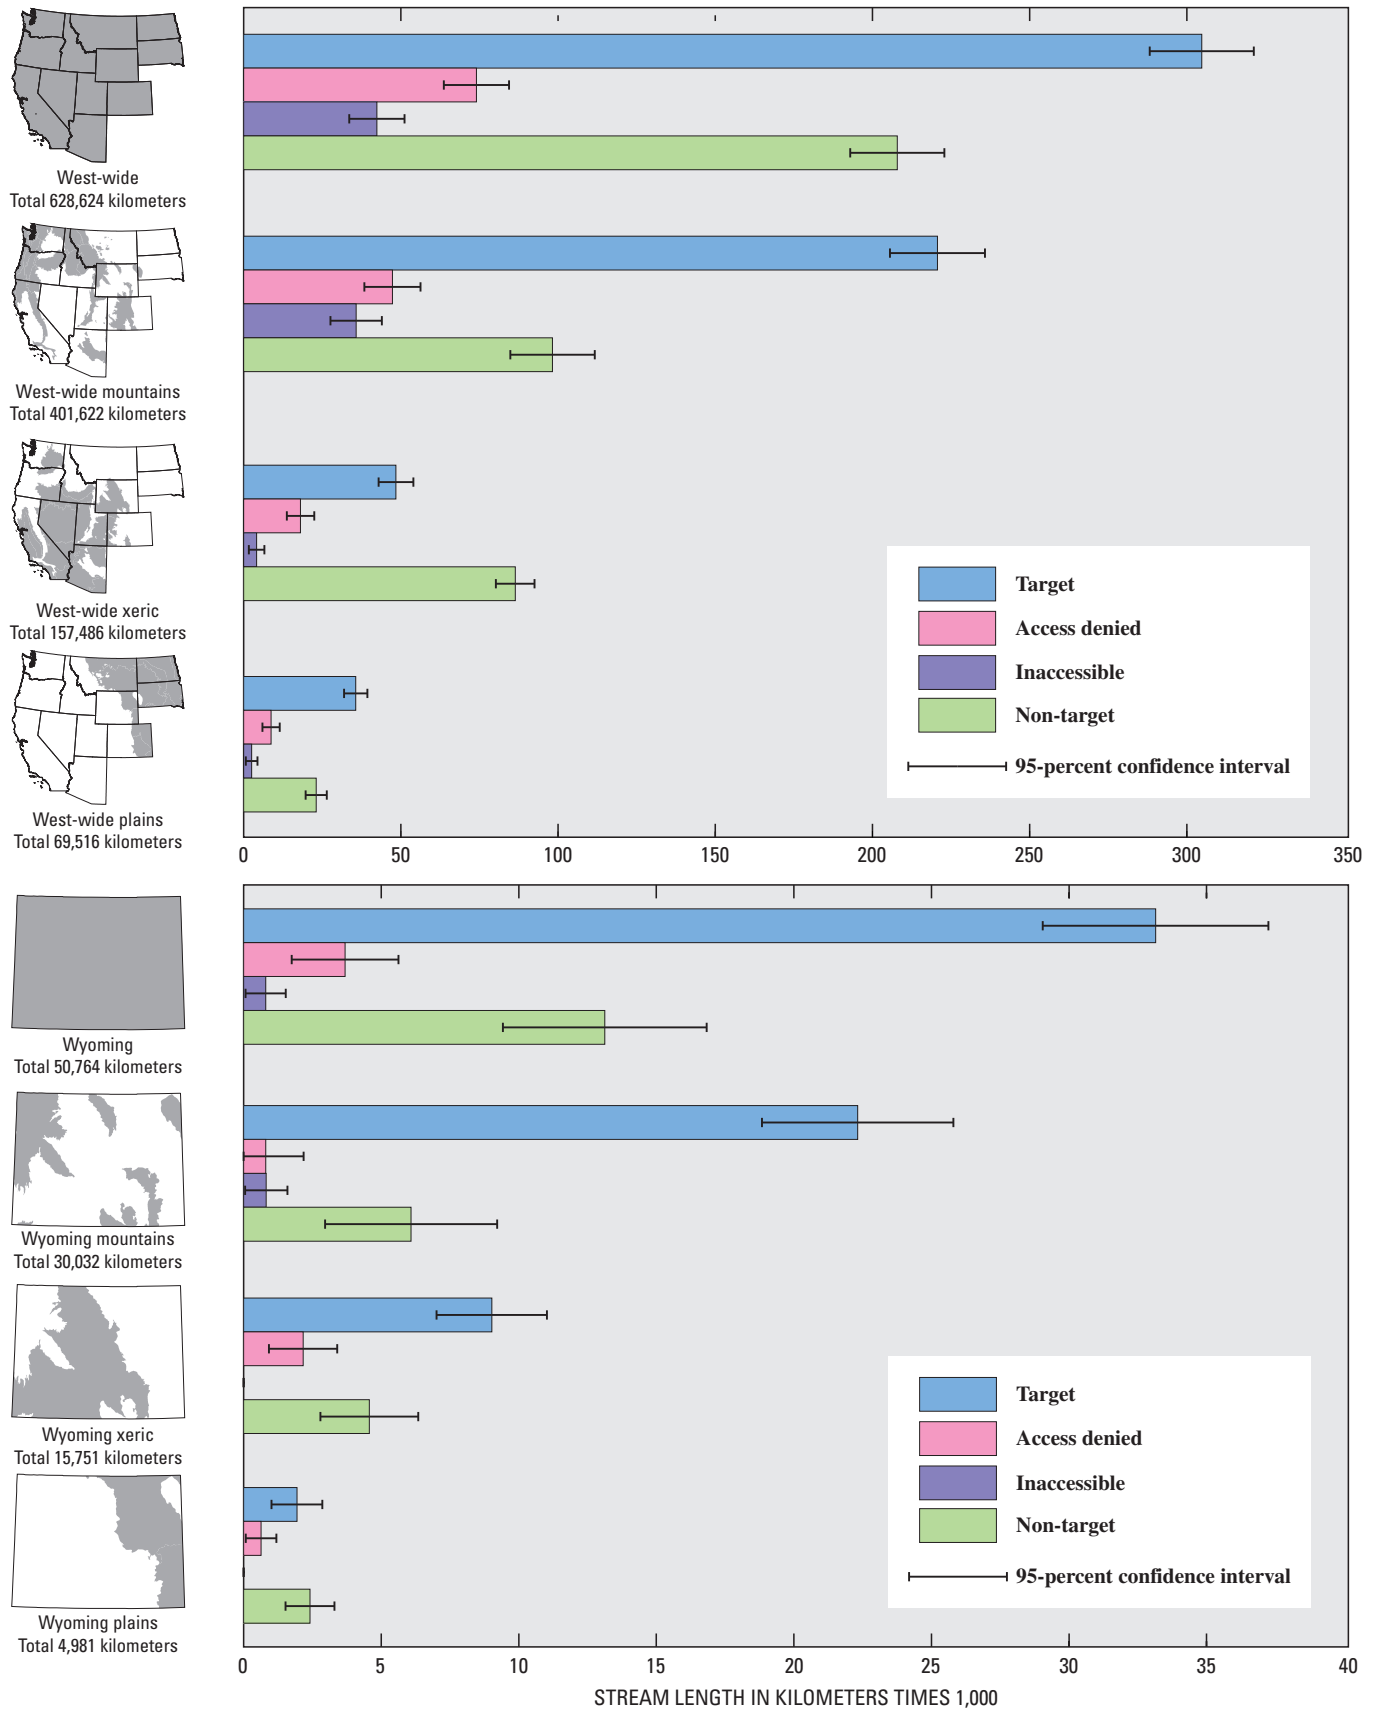 West-wide
Total 628,624 kilometers
West-wide mountains
Total 401,622 kilometers
West-wide xeric
Total 157,486 kilometers
West-wide plains
Total 69,516 kilometers
Target
Access denied
Inaccessible
Non-target
95-percent confidence interval
0 50 100 150 200 250 300 350
Wyoming
Total 50,764 kilometers
Wyoming mountains
Total 30,032 kilometers
Wyoming xeric
Total 15,751 kilometers
Wyoming plains
Total 4,981 kilometers
Target
Access denied
Inaccessible
Non-target
95-percent confidence interval
0 5 10 15 20 25 30 35 40
STREAM LENGTH IN KILOMETERS TIMES 1,000